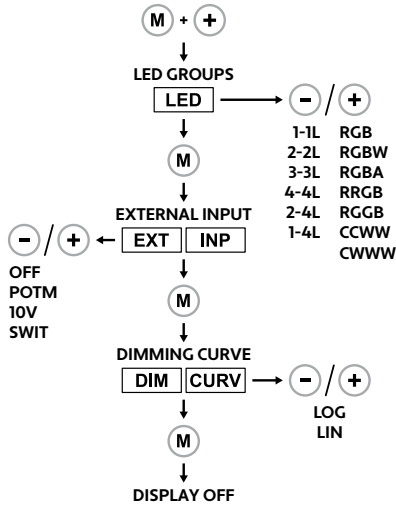 M + +
LED GROUPS
LED
- / +
1-1L RGB
2-2L RGBW
3-3L RGBA
4-4L RRGB
2-4L RGGB
1-4L CCWW
CWWW
M
EXTERNAL INPUT
- / +
EXT INP
OFF
POTM
10V
SWIT
M
DIMMING CURVE
DIM CURV
- / +
LOG
LIN
M
DISPLAY OFF